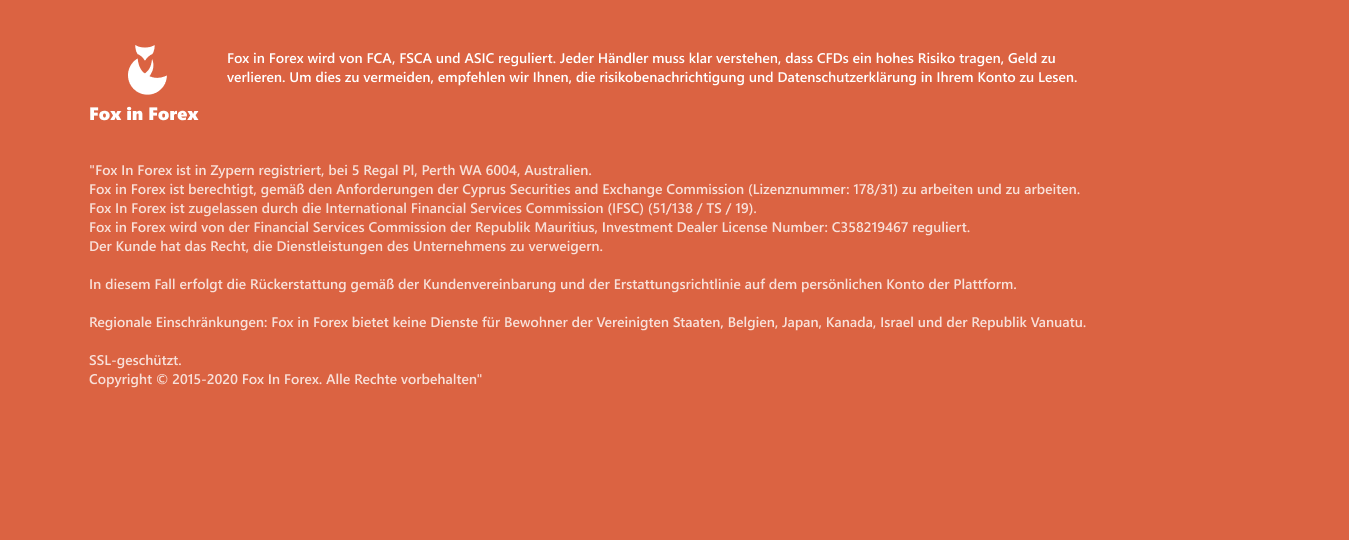 Fox in Forex wird von FCA, FSCA und ASIC reguliert. Jeder Händler muss klar verstehen, dass CFDs ein hohes Risiko tragen, Geld zu
verlieren. Um dies zu vermeiden, empfehlen wir Ihnen, die risikobenachrichtigung und Datenschutzerklärung in Ihrem Konto zu Lesen.
Fox in Forex
"Fox In Forex ist in Zypern registriert, bei 5 Regal Pl, Perth WA 6004, Australien.
Fox in Forex ist berechtigt, gemäß den Anforderungen der Cyprus Securities and Exchange Commission (Lizenznummer: 178/31) zu arbeiten und zu arbeiten.
Fox In Forex ist zugelassen durch die International Financial Services Commission (IFSC) (51/138 / TS / 19).
Fox in Forex wird von der Financial Services Commission der Republik Mauritius, Investment Dealer License Number: C358219467 reguliert.
Der Kunde hat das Recht, die Dienstleistungen des Unternehmens zu verweigern.
In diesem Fall erfolgt die Rückerstattung gemäß der Kundenvereinbarung und der Erstattungsrichtlinie auf dem persönlichen Konto der Plattform.
Regionale Einschränkungen: Fox in Forex bietet keine Dienste für Bewohner der Vereinigten Staaten, Belgien, Japan, Kanada, Israel und der Republik Vanuatu.
SSL-geschützt.
Copyright © 2015-2020 Fox In Forex. Alle Rechte vorbehalten"